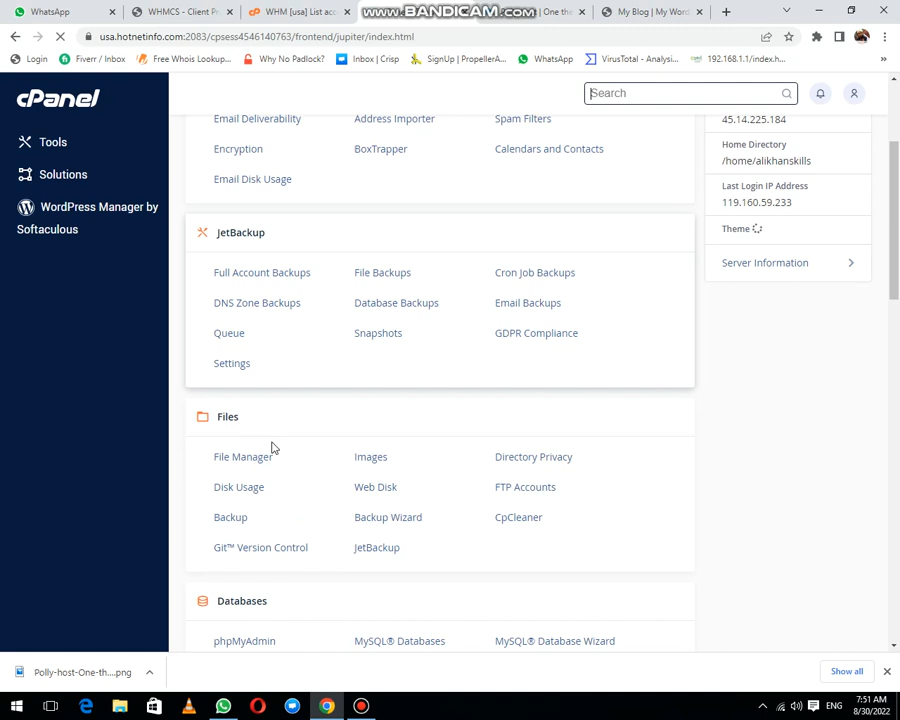 WhatsApp
WHMCS - Client P
WHM [usa] List acc
www.BANDICAM.com
| One the
My Blog | My Word
usa.hotnetinfo.com:2083/cpsess4546140763/frontend/jupiter/index.html
Login
Fiverr / Inbox
Free Whois Lookup...
Why No Padlock?
Inbox | Crisp
SignUp | PropellerA...
WhatsApp
VirusTotal - Analysi...
192.168.1.1/index.h...
»
cPanel
Search
Tools
Solutions
WordPress Manager by
Softaculous
Email Deliverability
Address Importer
Spam Filters
Encryption
BoxTrapper
Calendars and Contacts
Email Disk Usage
JetBackup
Full Account Backups
File Backups
Cron Job Backups
DNS Zone Backups
Database Backups
Email Backups
Queue
Snapshots
GDPR Compliance
Settings
Files
File Manager
Images
Directory Privacy
Disk Usage
Web Disk
FTP Accounts
Backup
Backup Wizard
CpCleaner
Git™ Version Control
JetBackup
Databases
phpMyAdmin
MySQL® Databases
MySQL® Database Wizard
45.14.225.184
Home Directory
/home/alikhanskills
Last Login IP Address
119.160.59.233
Theme
Server Information
Polly-host-One-th....png
Show all
ENG
7:51 AM
8/30/2022